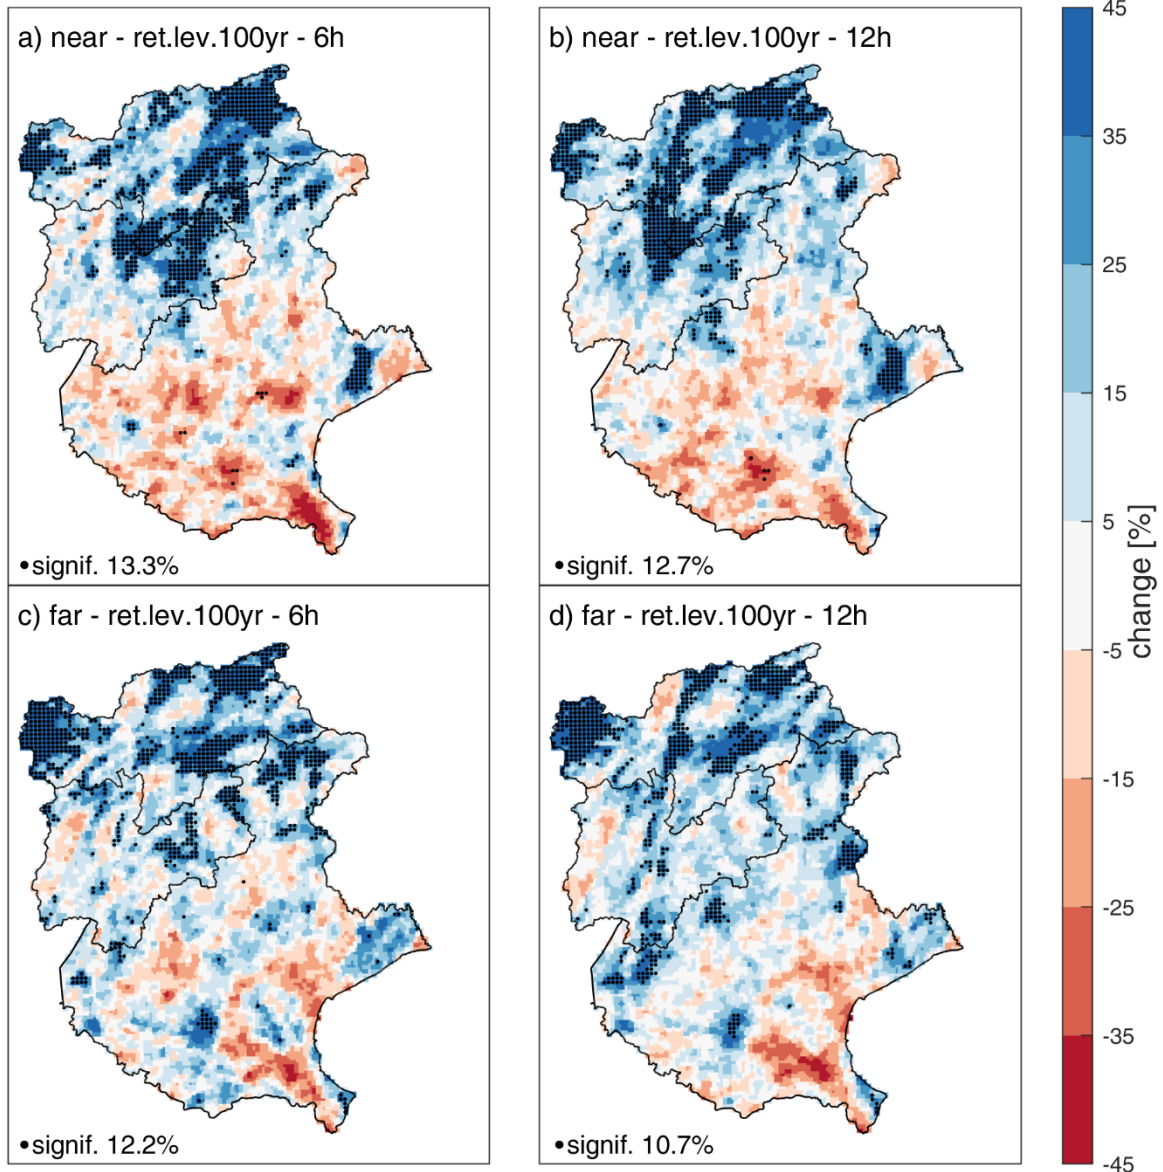 a) near - ret.lev.100yr - 6h
•signif. 13.3%
b) near - ret.lev.100yr - 12h
•signif. 12.7%
c) far - ret.lev.100yr - 6h
•signif. 12.2%
d) far - ret.lev.100yr - 12h
•signif. 10.7%
45
35
25
15
5
-5
-15
-25
-35
-45
change [%]